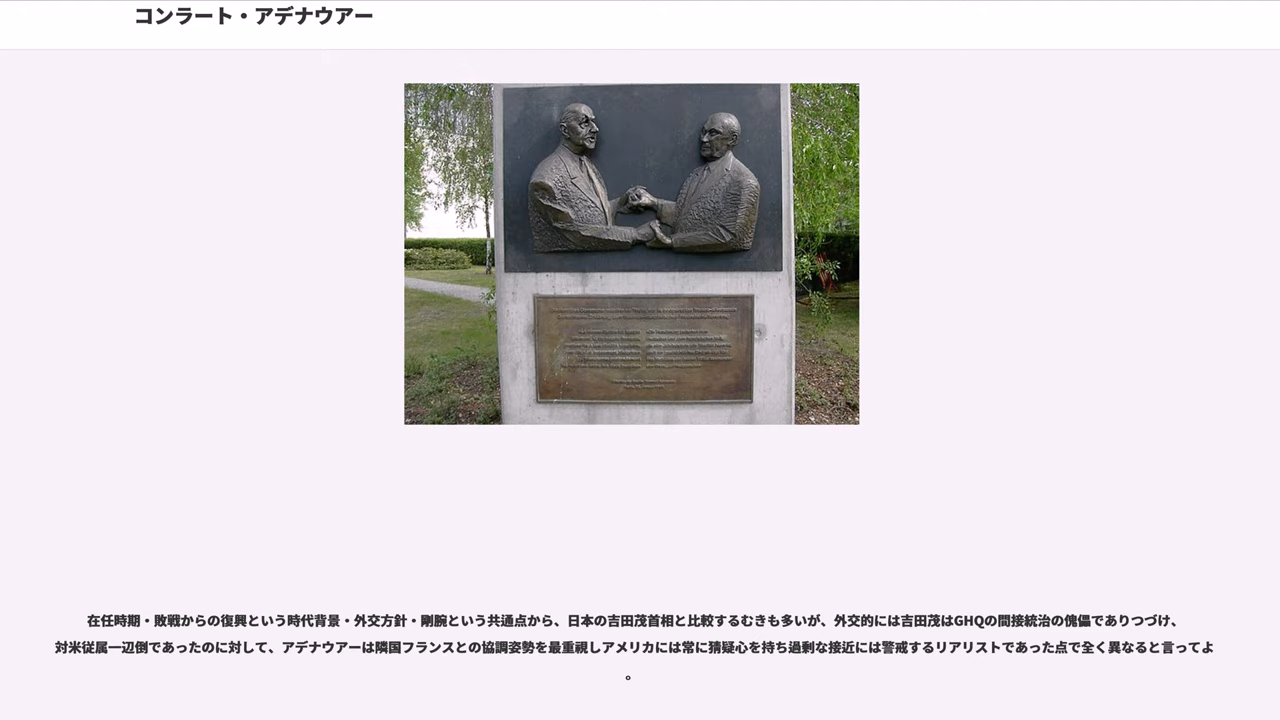 コンラート・アデナウアー
在任時期・敗戦からの復興という時代背景・外交方針・剛腕という共通点から、日本の吉田茂首相と比較するむきも多いが、外交的には吉田茂はGHQの間接統治の傀儡でありつづけ、
対米従属一辺倒であったのに対して、アデナウアーは隣国フランスとの協調姿勢を最重視しアメリカには常に猜疑心を持ち過剰な接近には警戒するリアリストであった点で全く異なると言ってよ
。